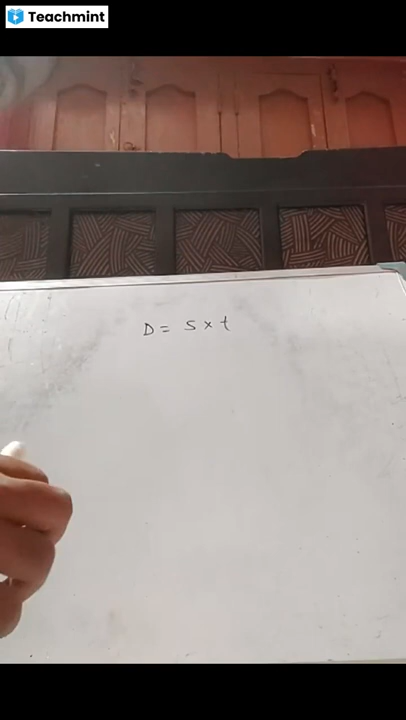 Teachmint
D = S × t